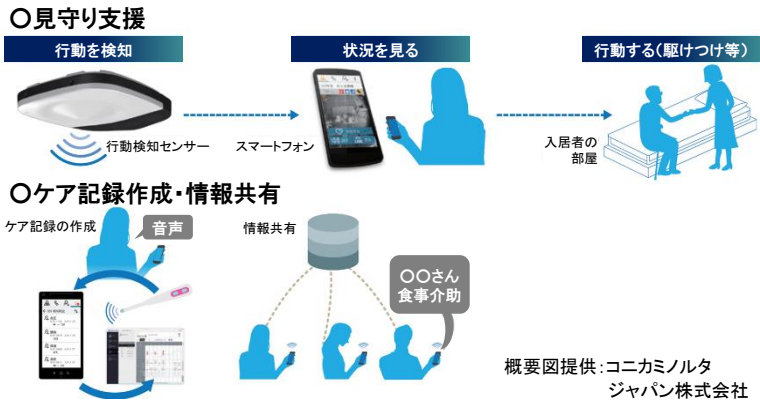 〇見守り支援
行動を検知
状況を見る
行動する(駆けつけ等)
行動検知センサー
スマートフォン
入居者の
部屋
〇ケア記録作成・情報共有
ケア記録の作成
音声
情報共有
〇〇さん
食事介助
概要図提供:コニカミノルタ
ジャパン株式会社